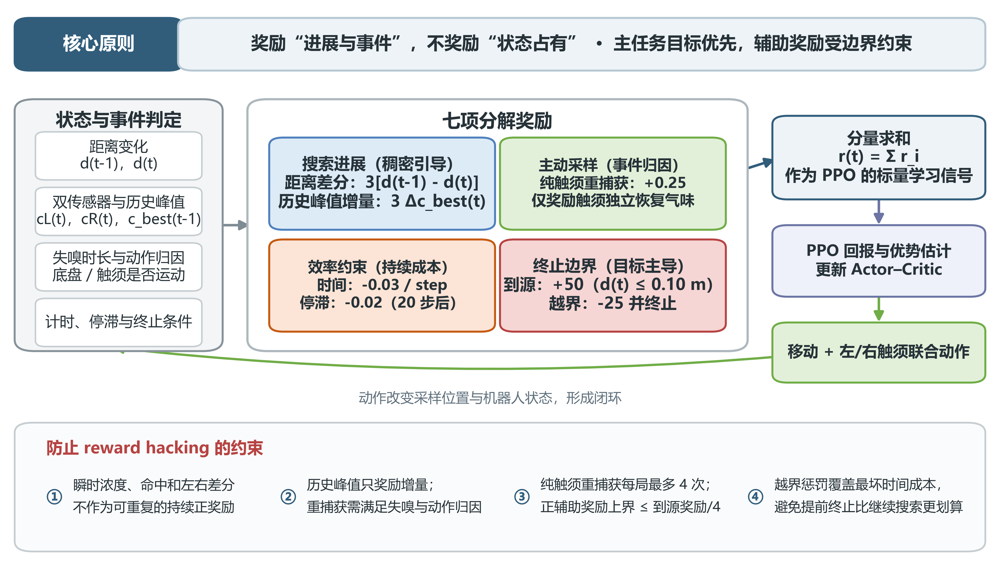 核心原则
奖励“进展与事件”，不奖励“状态占有” • 主任务目标优先，辅助奖励受边界约束
状态与事件判定
距离变化
d(t-1)，d(t)
双传感器与历史峰值
cL(t)，cR(t)，c_best(t-1)
失嗅时长与动作归因
底盘 / 触须是否运动
计时、停滞与终止条件
七项分解奖励
搜索进展（稠密引导）
距离差分：3[d(t-1) - d(t)]
历史峰值增量：3 Δc_best(t)
主动采样（事件归因）
纯触须重捕获：+0.25
仅奖励触须独立恢复气味
效率约束（持续成本）
时间：-0.03 / step
停滞：-0.02（20 步后）
终止边界（目标主导）
到源：+50（d(t) ≤ 0.10 m）
越界：-25 并终止
分量求和
r(t) = Σ r_i
作为 PPO 的标量学习信号
PPO 回报与优势估计
更新 Actor–Critic
移动 + 左/右触须联合动作
动作改变采样位置与机器人状态，形成闭环
防止 reward hacking 的约束
①
瞬时浓度、命中和左右差分
不作为可重复的持续正奖励
②
历史峰值只奖励增量；
重捕获需满足失嗅与动作归因
③
纯触须重捕获每局最多 4 次；
正辅助奖励上界 ≤ 到源奖励/4
④
越界惩罚覆盖最坏时间成本，
避免提前终止比继续搜索更划算